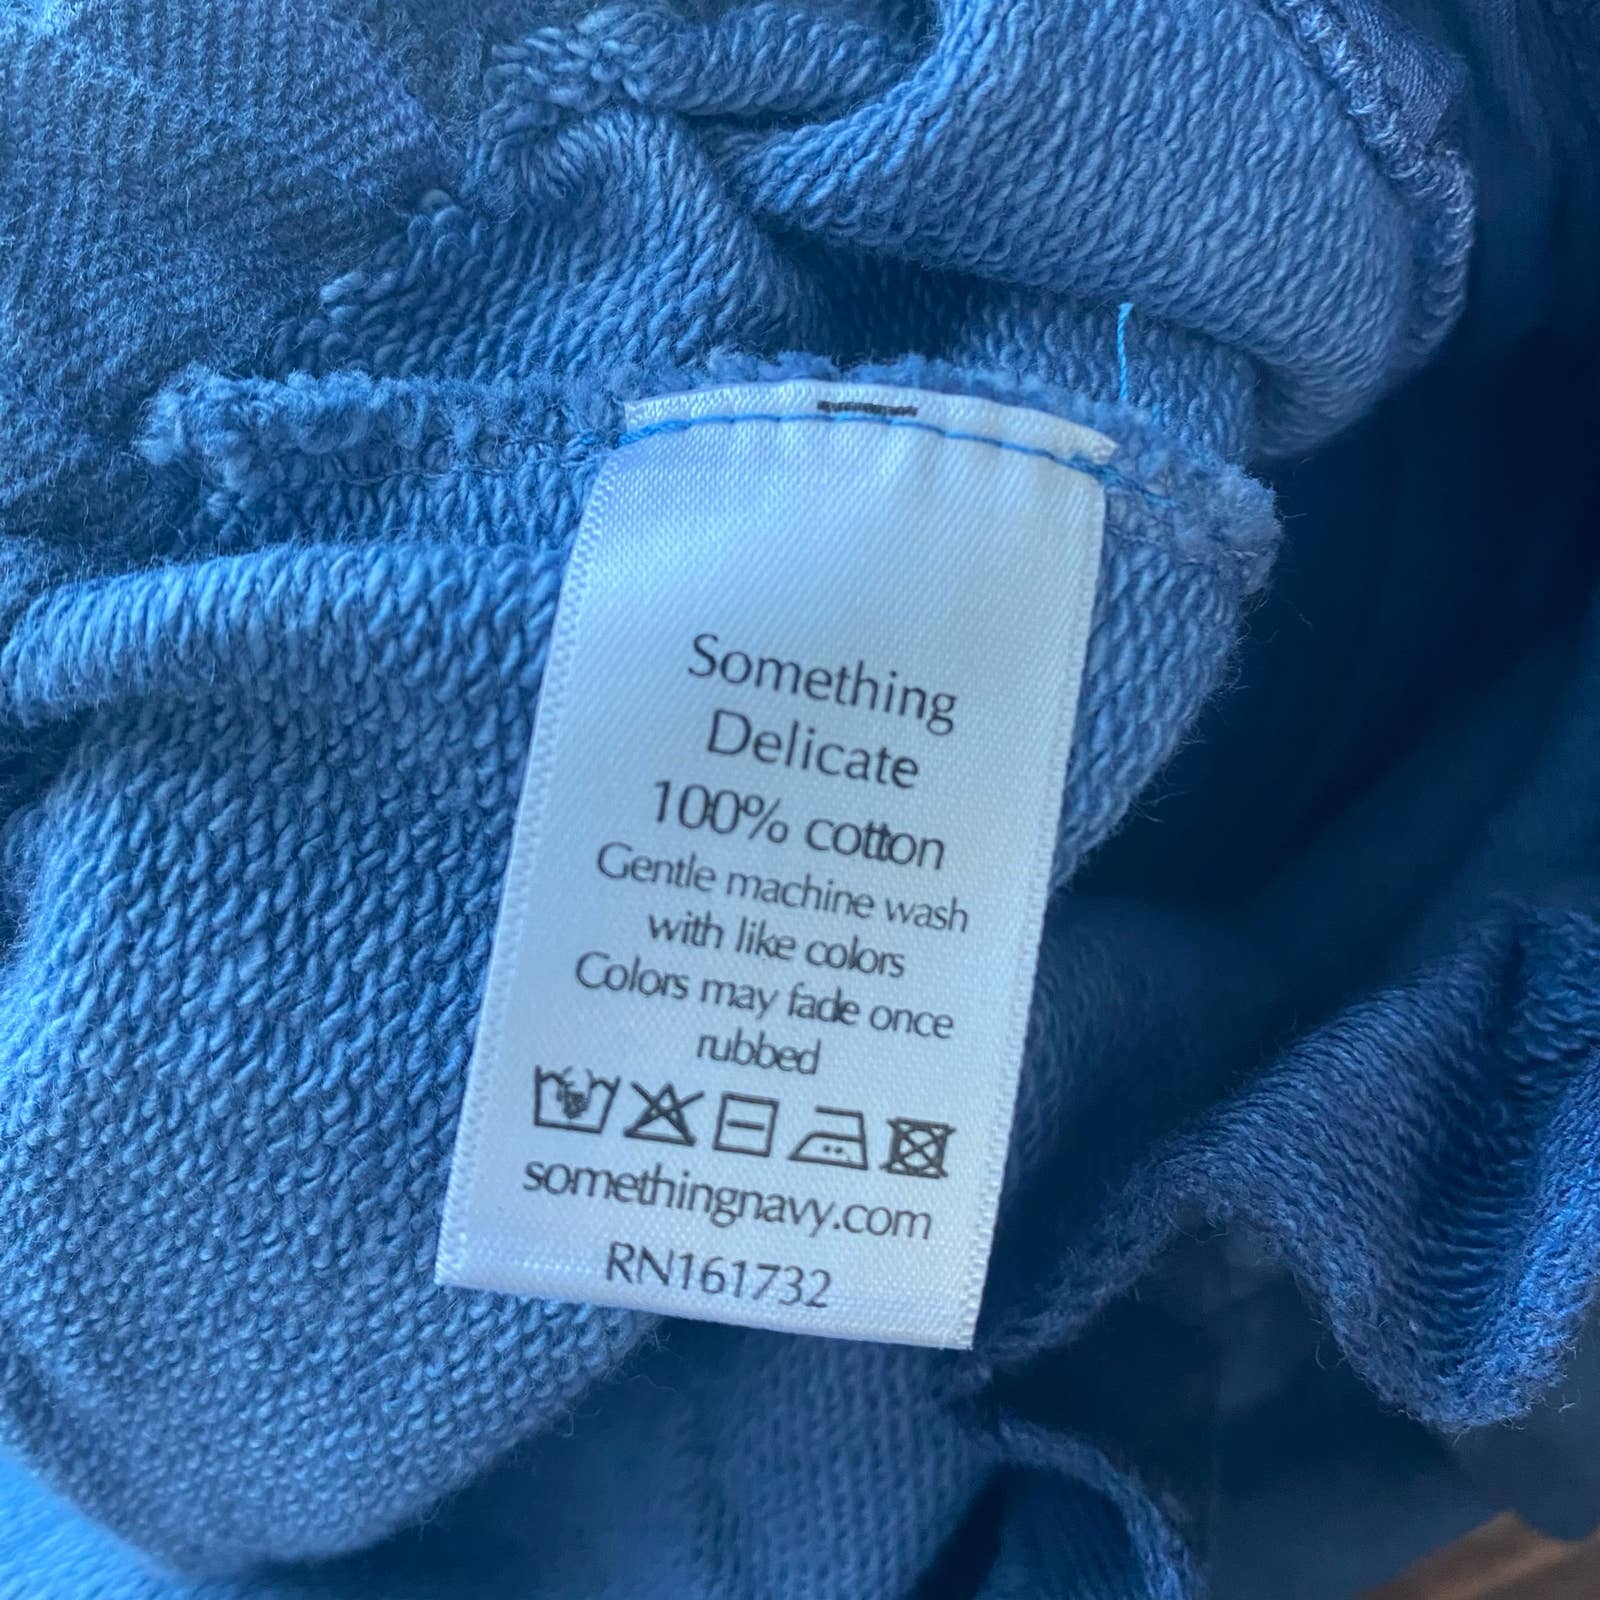 Something
Delicate
100% cotton
Gentle machine wash
with like colors
Colors may fade once
rubbed
somethingnavy.com
RN161732